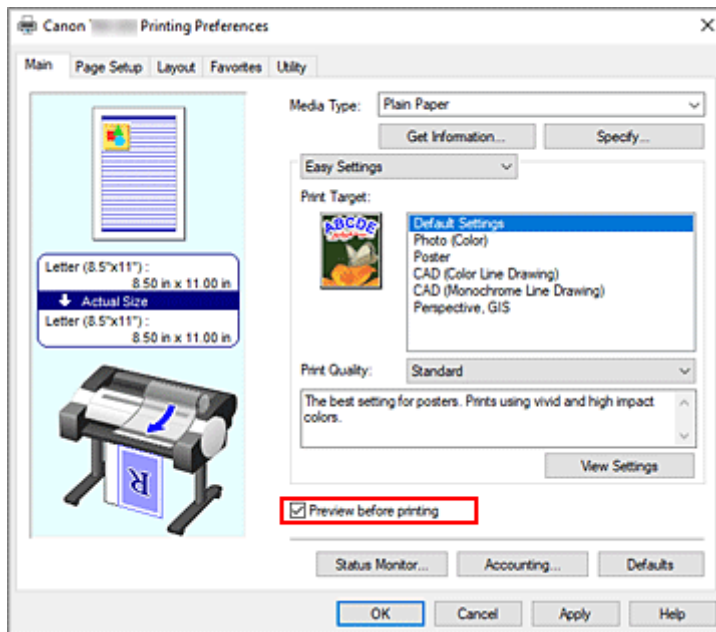 Canon Printing Preferences
Main Page Setup Layout Favorites Utility
Media Type: Plain Paper
Get Information... Specify...
Easy Settings
Print Target:
ABCDE
Default Settings
Photo (Color)
Poster
CAD (Color Line Drawing)
CAD (Monochrome Line Drawing)
Perspective, GIS
Letter (8.5"x11") :
8.50 in x 11.00 in
Actual Size
Letter (8.5"x11") :
8.50 in x 11.00 in
R
Print Quality: Standard
The best setting for posters. Prints using vivid and high impact
colors.
View Settings
Preview before printing
Status Monitor... Accounting... Defaults
OK Cancel Apply Help